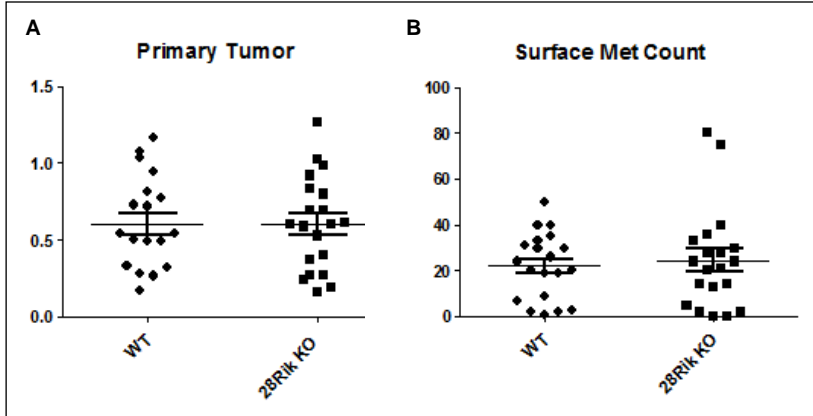 A
Primary Tumor
1.5
1.0
0.5
0.0
WT
28Rik KO
B
Surface Met Count
100
80
60
40
20
0
WT
28Rik KO